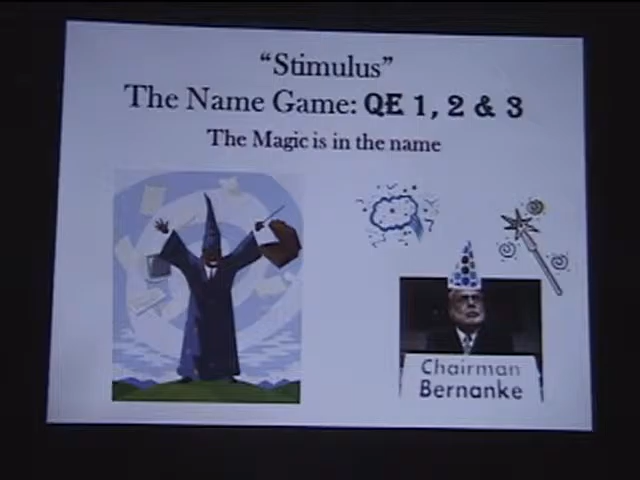 “Stimulus”
The Name Game: QE 1, 2 & 3
The Magic is in the name
Chairman
Bernanke